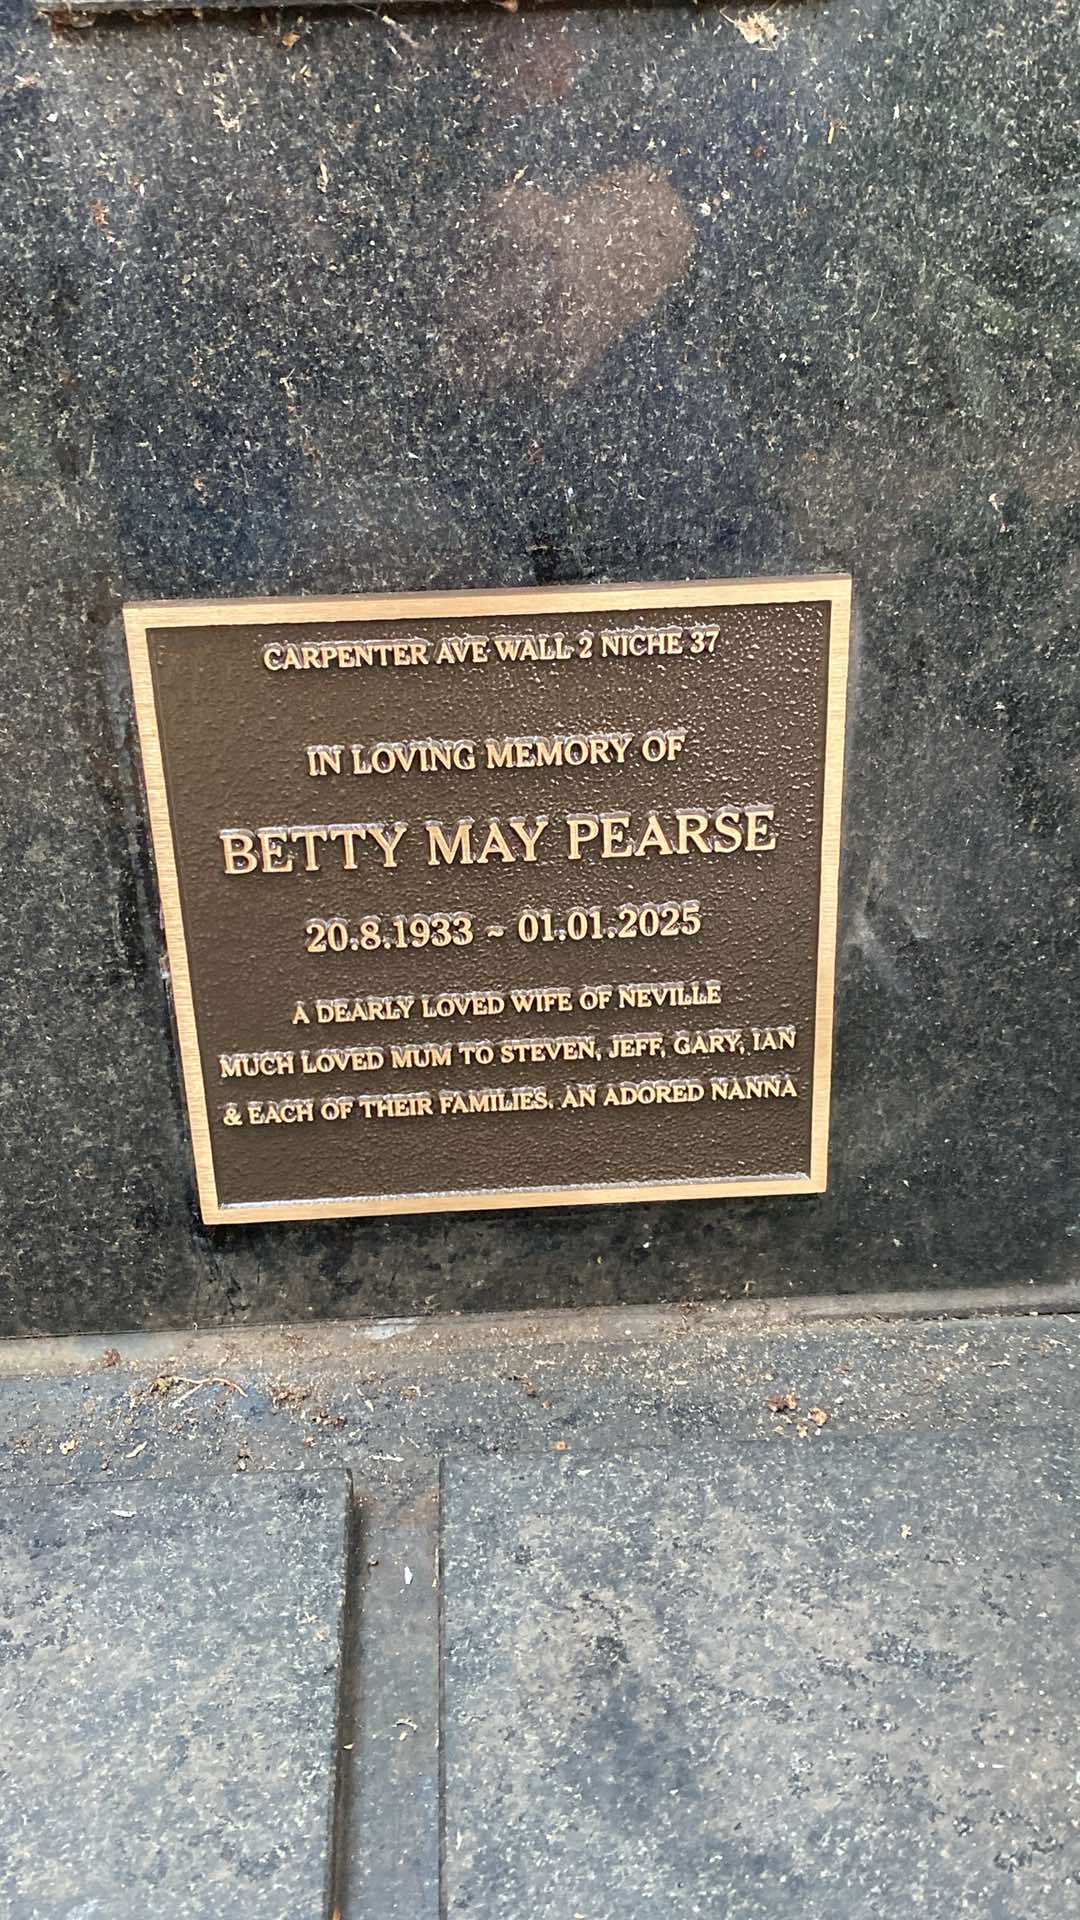 CARPENTER AVE WALL 2 NICHE 37
IN LOVING MEMORY OF
BETTY MAY PEARSE
20.8.1933 ~ 01.01.2025
A DEARLY LOVED WIFE OF NEVILLE
MUCH LOVED MUM TO STEVEN, JEFF, GARY, IAN
& EACH OF THEIR FAMILIES. AN ADORED NANNA